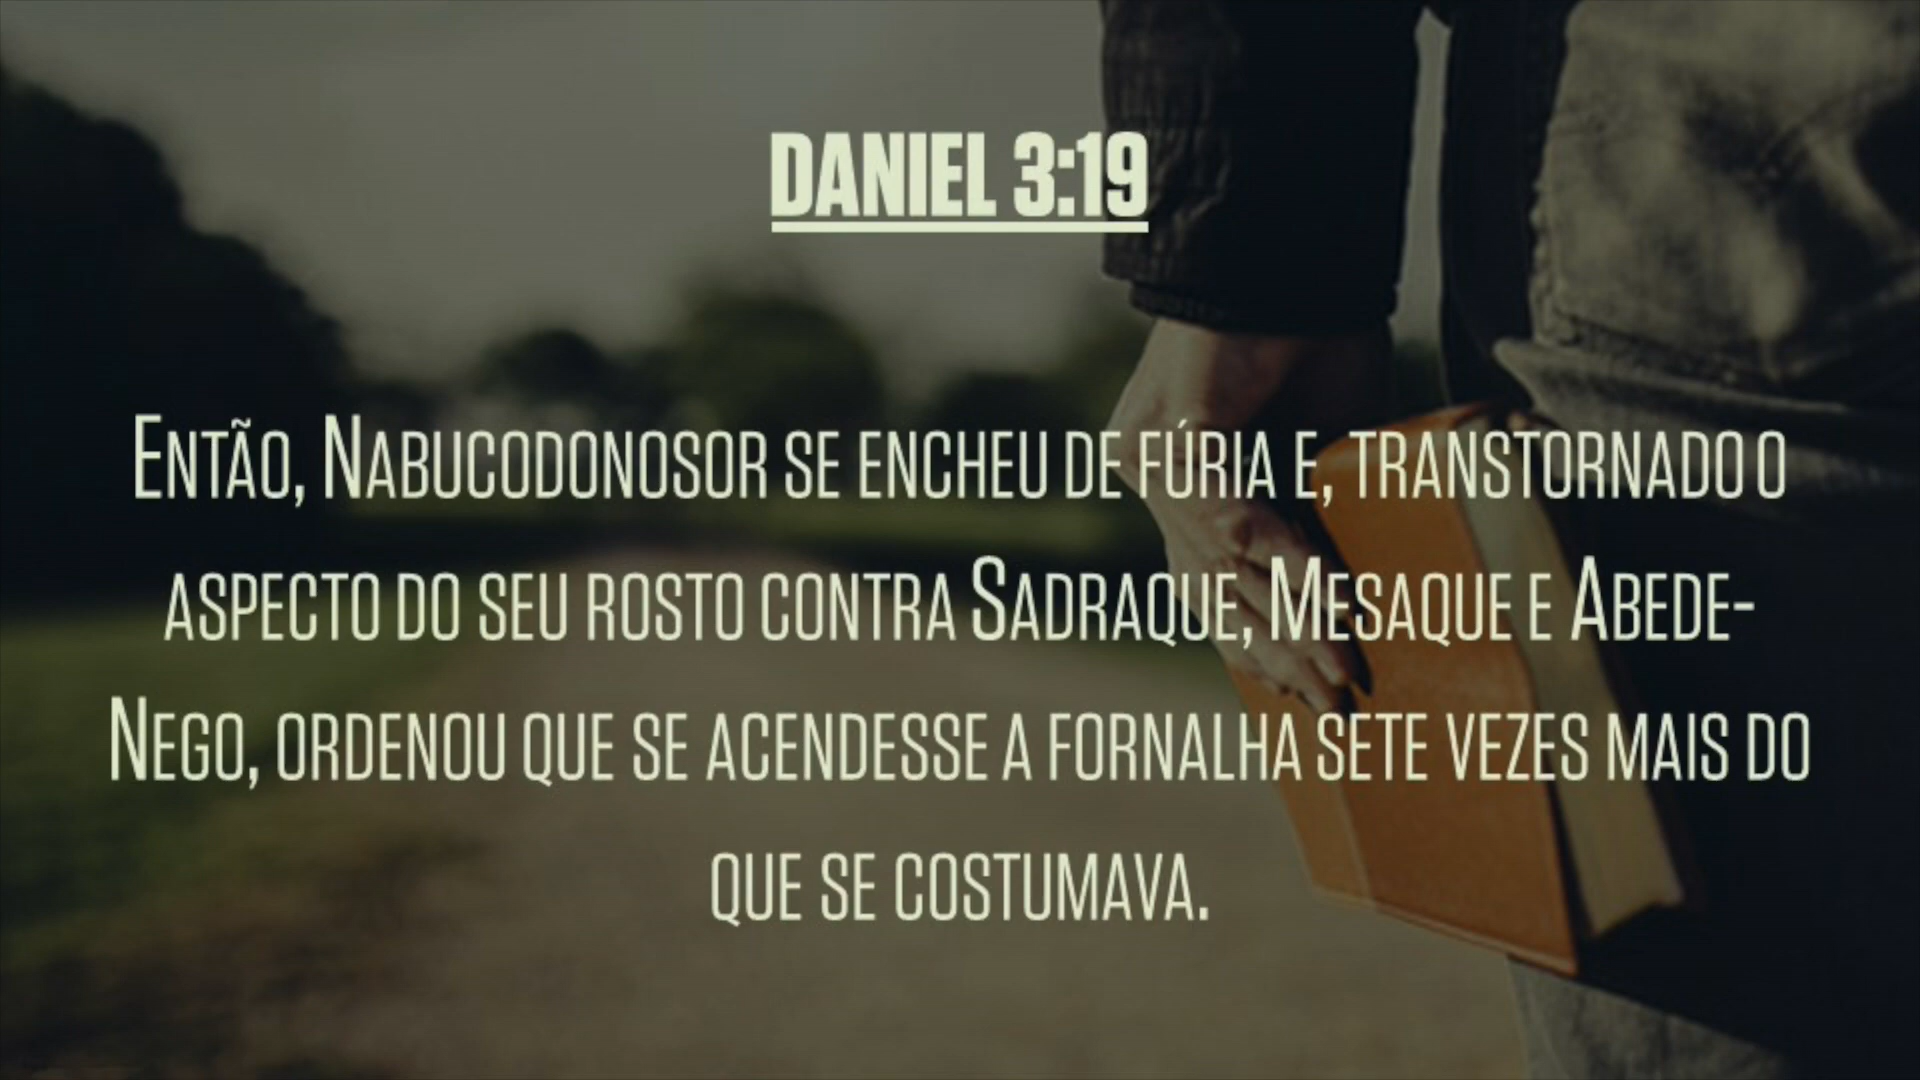 DANIEL 3:19
Então, Nabucodonosor se encheu de fúria e, transtornado o
aspecto do seu rosto contra Sadraque, Mesaque e Abede-
Nego, ordenou que se acendesse a fornalha sete vezes mais do
que se costumava.